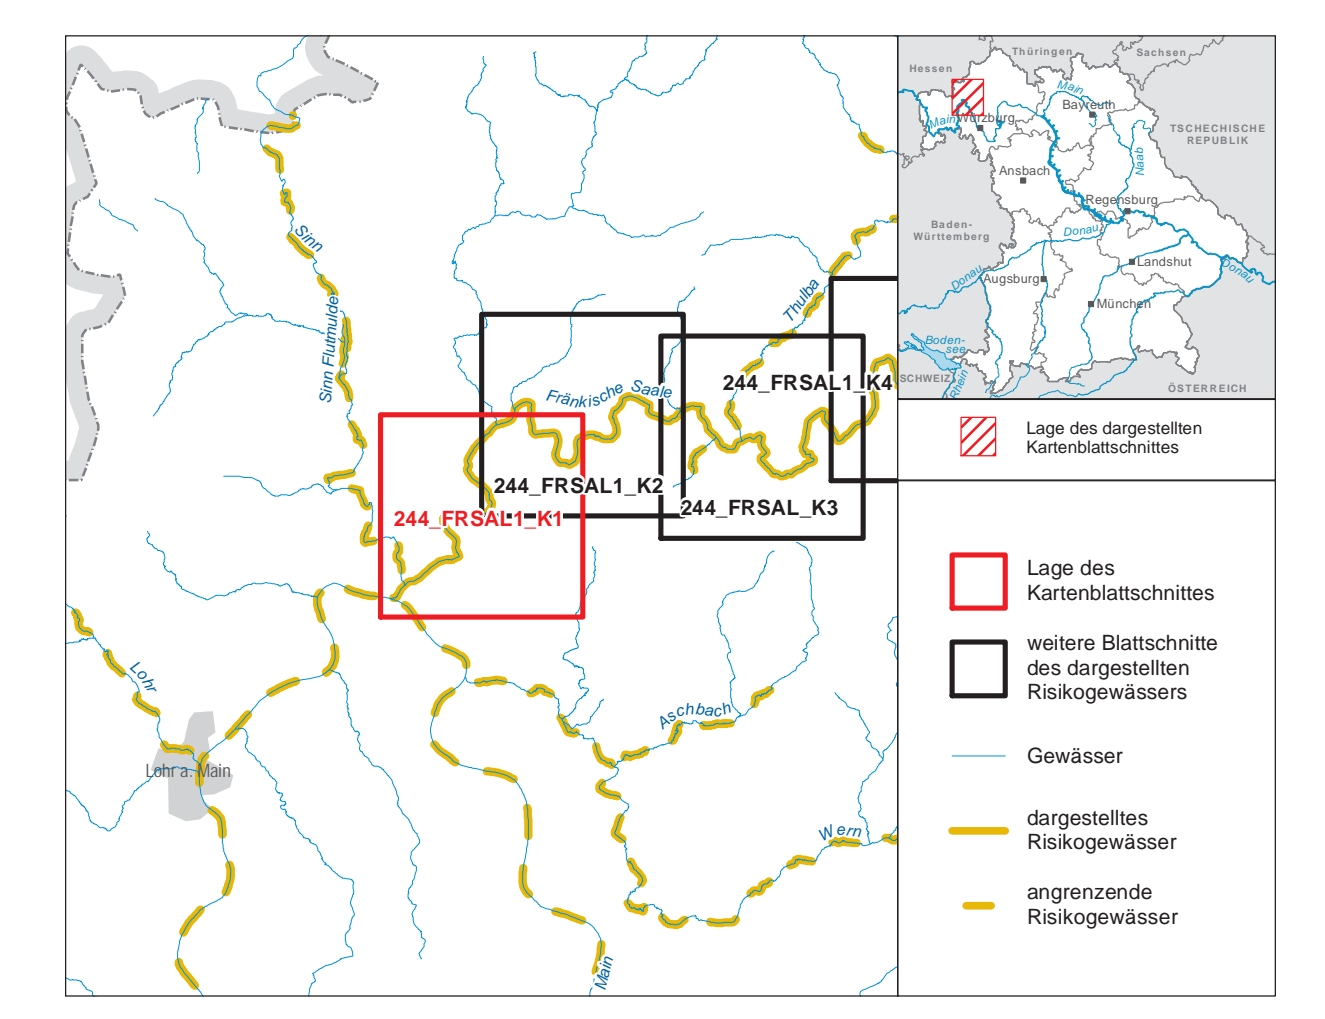 Sinn
Sinn Flutmulde
Thulba
Fränkische Saale
244_FRSAL1_K4
244_FRSAL1_K2
244_FRSAL_K3
244_FRSAL1_K1
Lohr
Aschbach
Lohr a. Main
Wern
Main
Thüringen
Sachsen
Hessen
Main
Bayreuth
Main
Würzburg
TSCHECHISCHE
REPUBLIK
Naab
Ansbach
Regensburg
Baden-
Württemberg
Donau
Donau
Augsburg
Landshut
Donau
München
Boden-
see
SCHWEIZ
Rhein
ÖSTERREICH
Lage des dargestellten
Kartenblattschnittes
Lage des
Kartenblattschnittes
weitere Blattschnitte
des dargestellten
Risikogewässers
Gewässer
dargestelltes
Risikogewässer
angrenzende
Risikogewässer